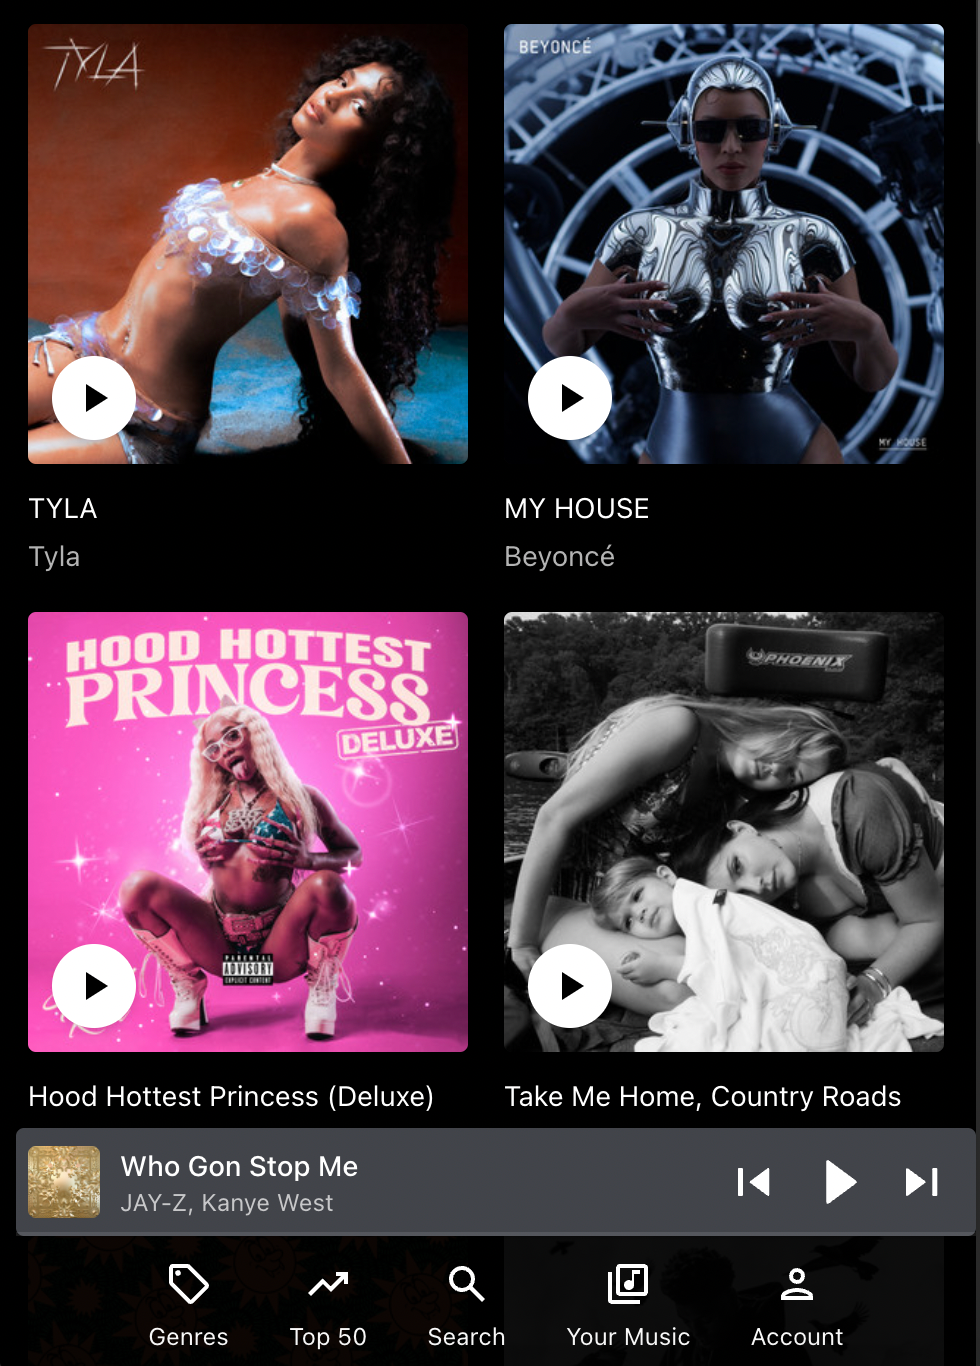 TYLA
BEYONCÉ
MY HOUSE
TYLA
MY HOUSE
Tyla
Beyoncé
HOOD HOTTEST
PRINCESS
DELUXE
PARENTAL
ADVISORY
EXPLICIT CONTENT
PHOENIX
Hood Hottest Princess (Deluxe)
Take Me Home, Country Roads
Who Gon Stop Me
JAY-Z, Kanye West
Genres
Top 50
Search
Your Music
Account